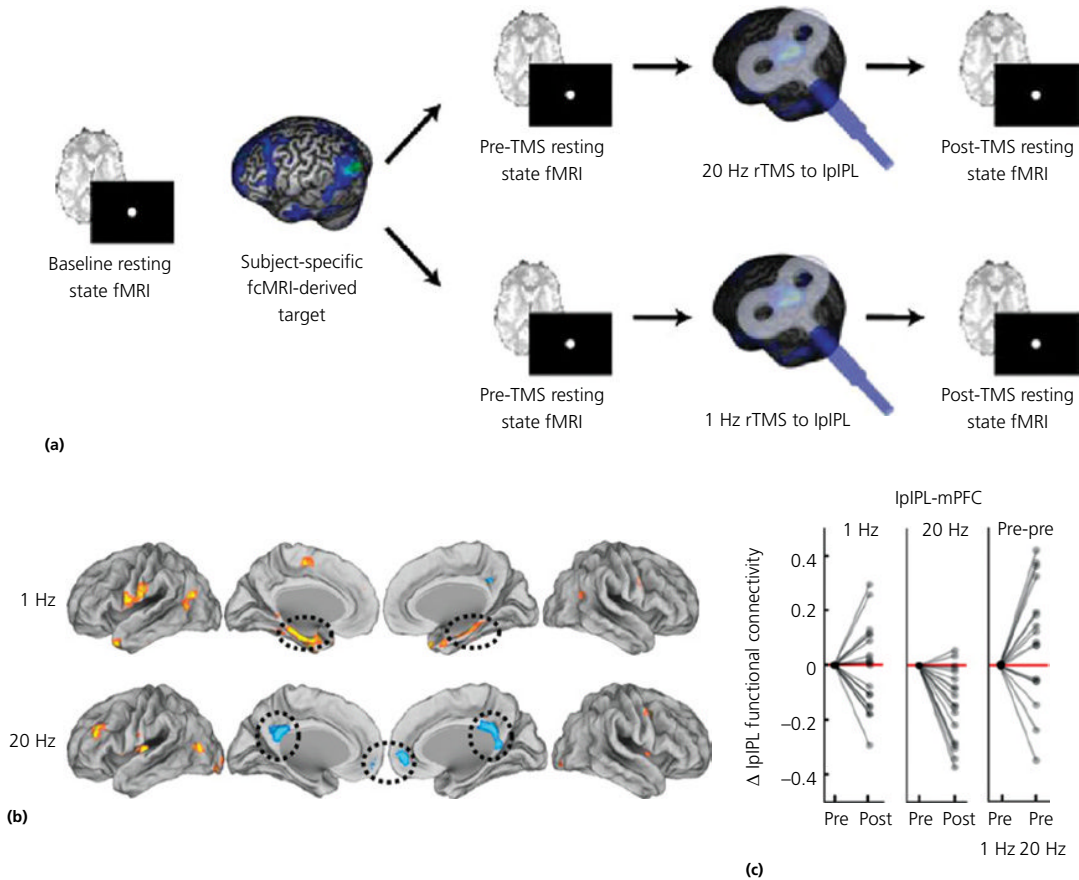 Baseline resting
state fMRI
Subject-specific
fcMRI-derived
target
Pre-TMS resting
state fMRI
20 Hz rTMS to lpIPL
Post-TMS resting
state fMRI
Pre-TMS resting
state fMRI
1 Hz rTMS to lpIPL
Post-TMS resting
state fMRI
(a)
1 Hz
20 Hz
(b)
lpIPL-mPFC
1 Hz
20 Hz
Pre-pre
Δ lpIPL functional connectivity
0.4
0.2
0
–0.2
–0.4
Pre Post
Pre Post
Pre Pre
1 Hz 20 Hz
(c)